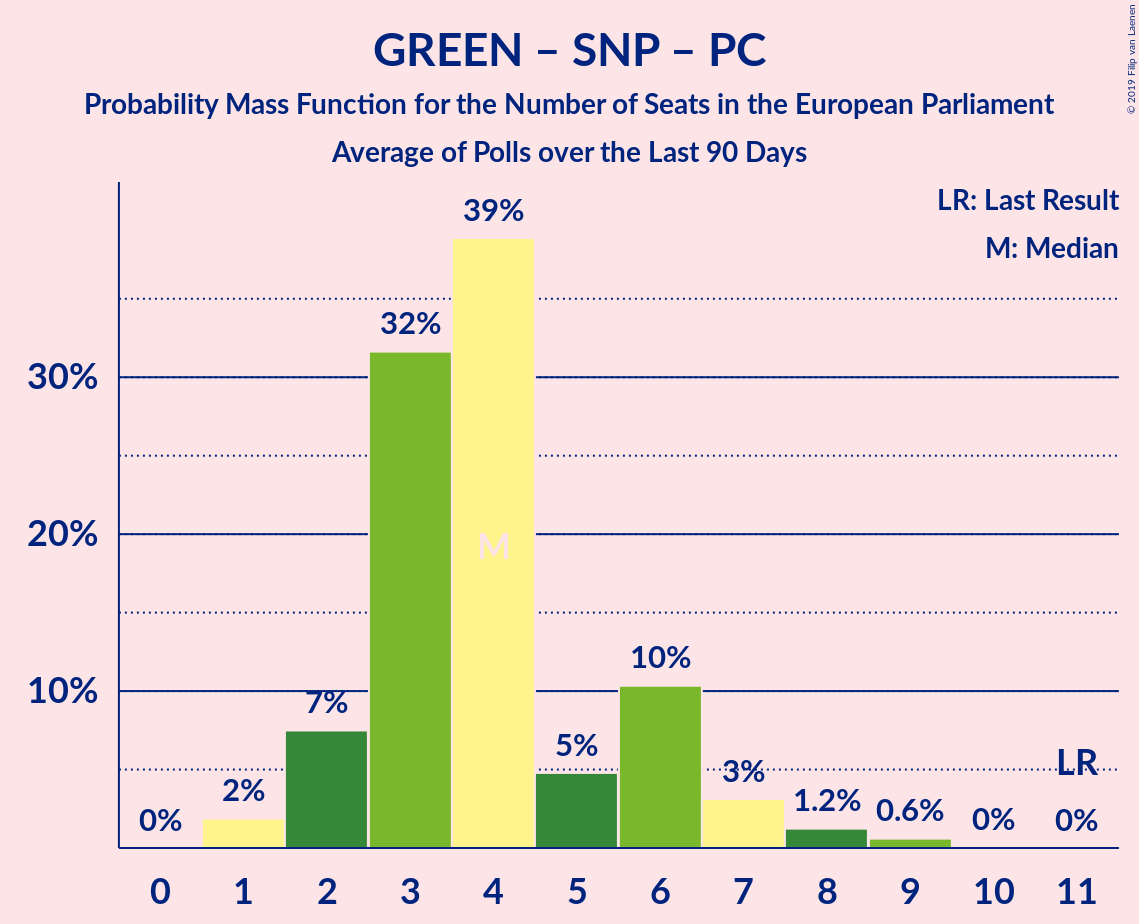 GREEN – SNP – PC
Probability Mass Function for the Number of Seats in the European Parliament
Average of Polls over the Last 90 Days
© 2019 Filip van Laenen
LR: Last Result
M: Median
39%
32%
30%
M
20%
10%
10%
7%
5%
LR
3%
2%
1.2%
0.6%
0%
0%
0%
0 1 2 3 4 5 6 7 8 9 10 11